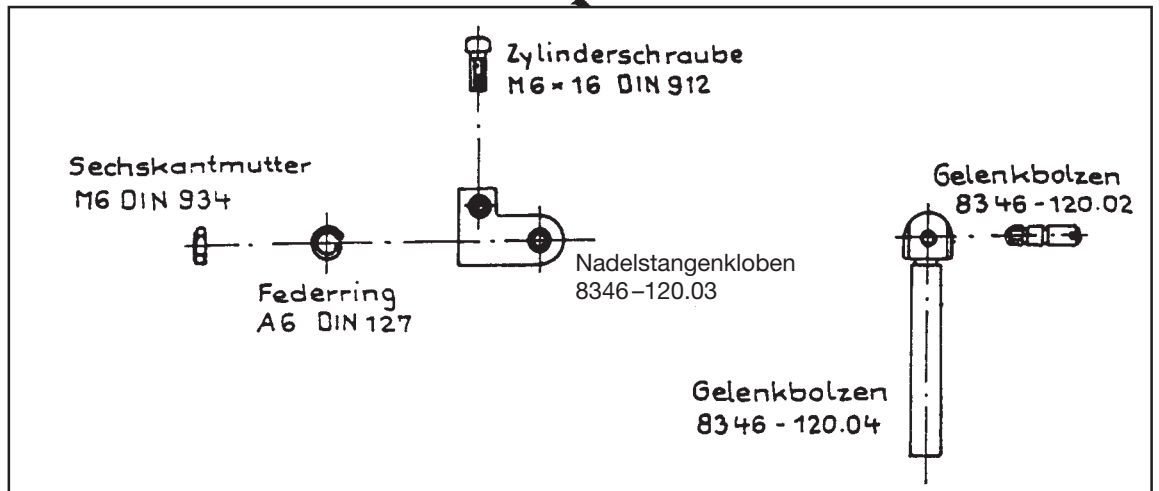 Zylinderschraube
M6 × 16 DIN 912
Sechskantmutter
M6 DIN 934
Gelenkbolzen
8346 - 120.02
Nadelstangenkloben
8346–120.03
Federring
A6 DIN 127
Gelenkbolzen
8346 - 120.04